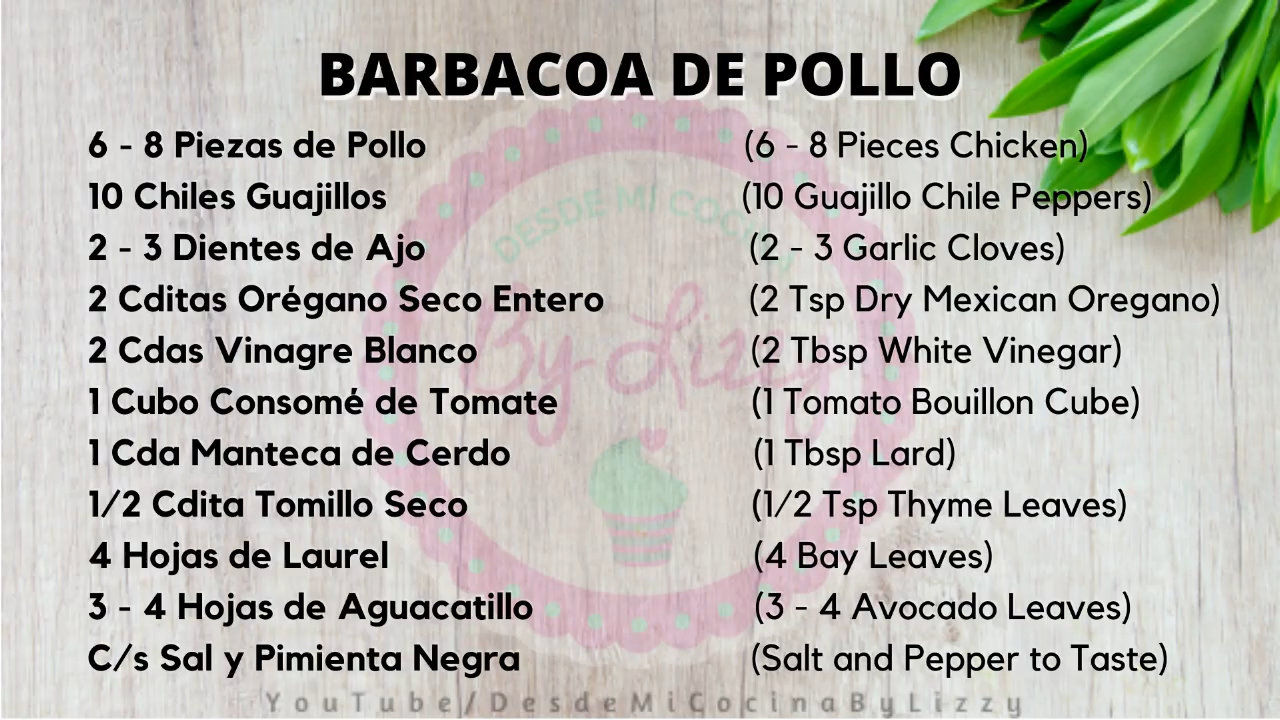 BARBACOA DE POLLO
6 - 8 Piezas de Pollo (6 - 8 Pieces Chicken)
10 Chiles Guajillos (10 Guajillo Chile Peppers)
2 - 3 Dientes de Ajo (2 - 3 Garlic Cloves)
2 Cditas Orégano Seco Entero (2 Tsp Dry Mexican Oregano)
2 Cdas Vinagre Blanco (2 Tbsp White Vinegar)
1 Cubo Consomé de Tomate (1 Tomato Bouillon Cube)
1 Cda Manteca de Cerdo (1 Tbsp Lard)
1/2 Cdita Tomillo Seco (1/2 Tsp Thyme Leaves)
4 Hojas de Laurel (4 Bay Leaves)
3 - 4 Hojas de Aguacatillo (3 - 4 Avocado Leaves)
C/s Sal y Pimienta Negra (Salt and Pepper to Taste)
DESDE MI COCINA
By Lizzy
YouTube/DesdeMiCocinaByLizzy